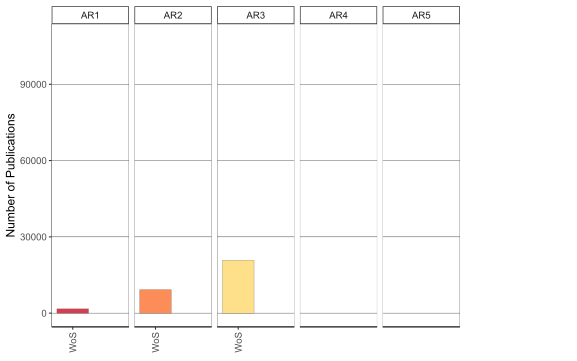 AR1 AR2 AR3 AR4 AR5
Number of Publications
90000
60000
30000
0
WoS WoS WoS